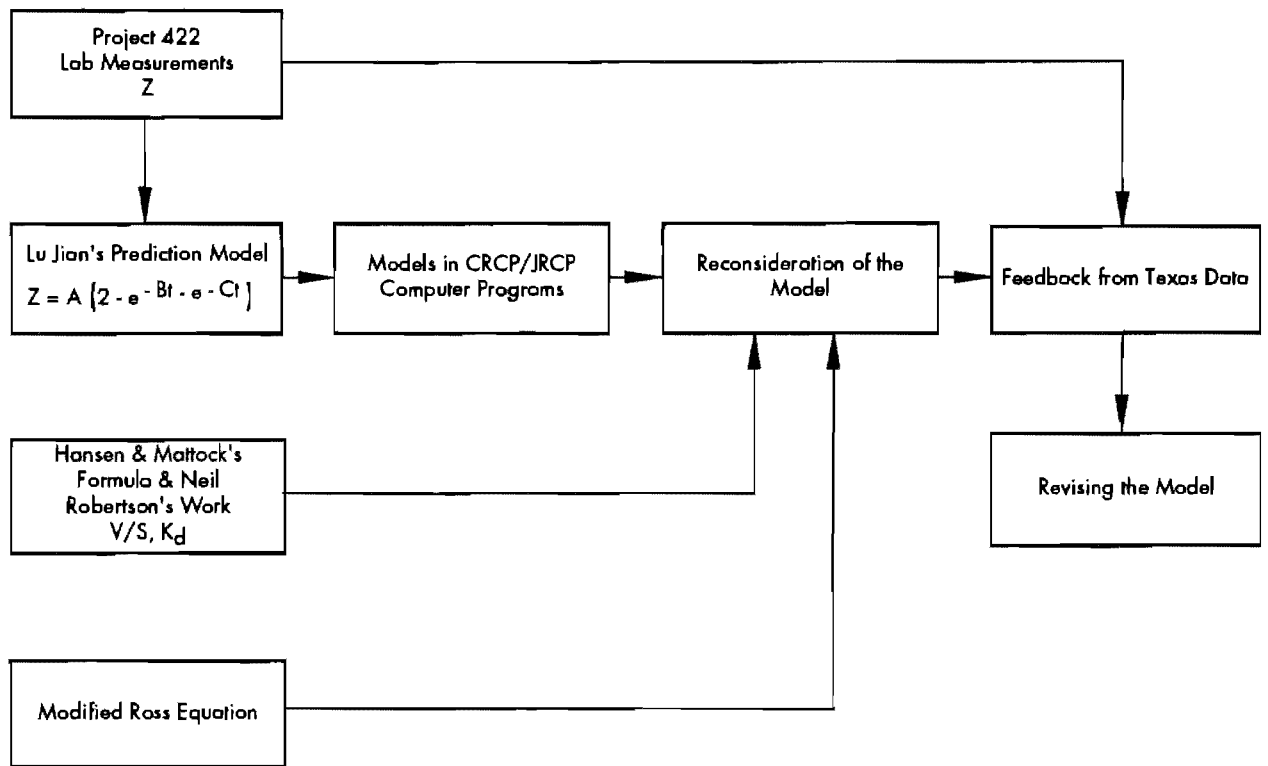 Project 422
Lab Measurements
Z
Lu Jian's Prediction Model
Z = A (2 - e - Bt - e - Ct)
Models in CRCP/JRCP
Computer Programs
Reconsideration of the
Model
Feedback from Texas Data
Hansen & Mattock's
Formula & Neil
Robertson's Work
V/S, Kd
Revising the Model
Modified Ross Equation